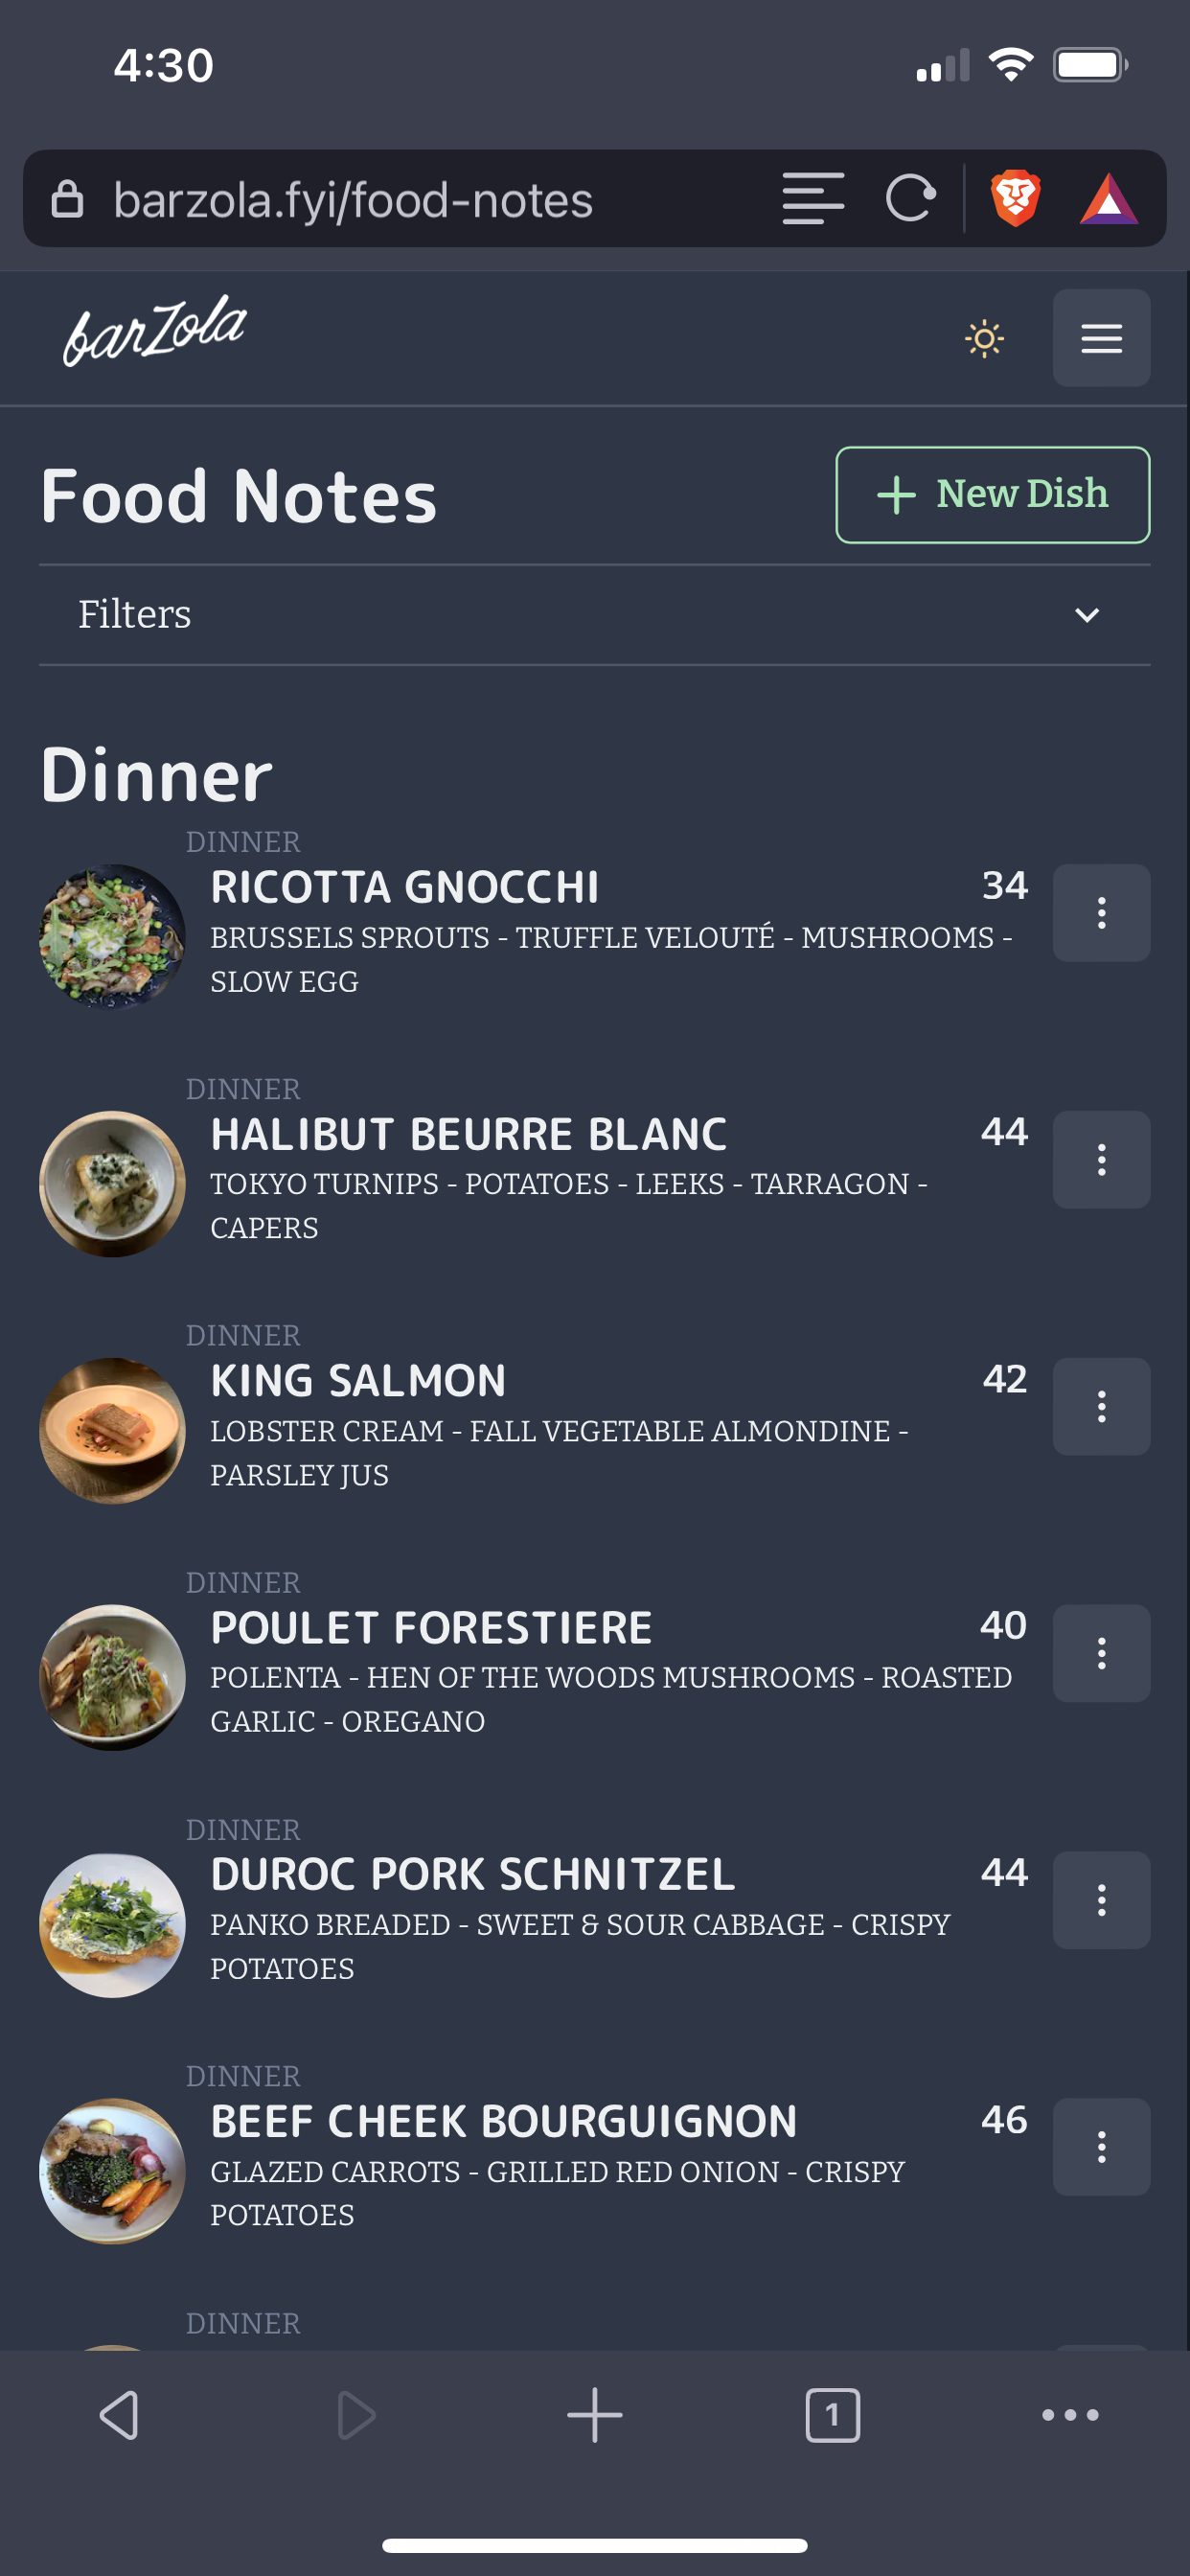 4:30
barzola.fyi/food-notes
barZola
Food Notes
+ New Dish
Filters
Dinner
DINNER
RICOTTA GNOCCHI 34
BRUSSELS SPROUTS - TRUFFLE VELOUTÉ - MUSHROOMS -
SLOW EGG
DINNER
HALIBUT BEURRE BLANC 44
TOKYO TURNIPS - POTATOES - LEEKS - TARRAGON -
CAPERS
DINNER
KING SALMON 42
LOBSTER CREAM - FALL VEGETABLE ALMONDINE -
PARSLEY JUS
DINNER
POULET FORESTIERE 40
POLENTA - HEN OF THE WOODS MUSHROOMS - ROASTED
GARLIC - OREGANO
DINNER
DUROC PORK SCHNITZEL 44
PANKO BREADED - SWEET & SOUR CABBAGE - CRISPY
POTATOES
DINNER
BEEF CHEEK BOURGUIGNON 46
GLAZED CARROTS - GRILLED RED ONION - CRISPY
POTATOES
DINNER
1